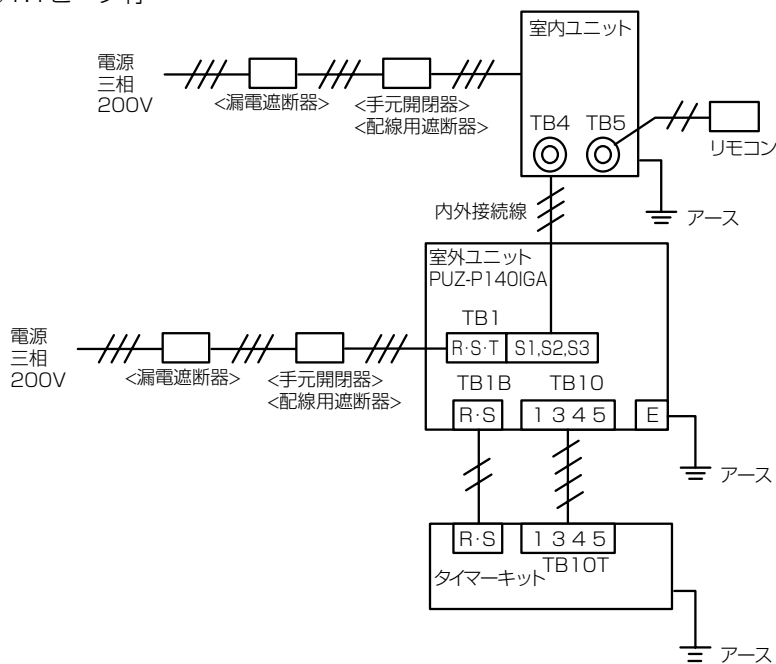 室内ユニット
電源
三相
200V
<漏電遮断器>
<手元開閉器>
<配線用遮断器>
TB4 TB5
リモコン
内外接続線
アース
室外ユニット
PUZ-P140IGA
TB1
電源
三相
200V
R·S·T S1,S2,S3
<漏電遮断器>
<手元開閉器>
<配線用遮断器>
TB1B TB10
R·S 1 3 4 5 E
アース
R·S 1 3 4 5
タイマーキット TB10T
アース